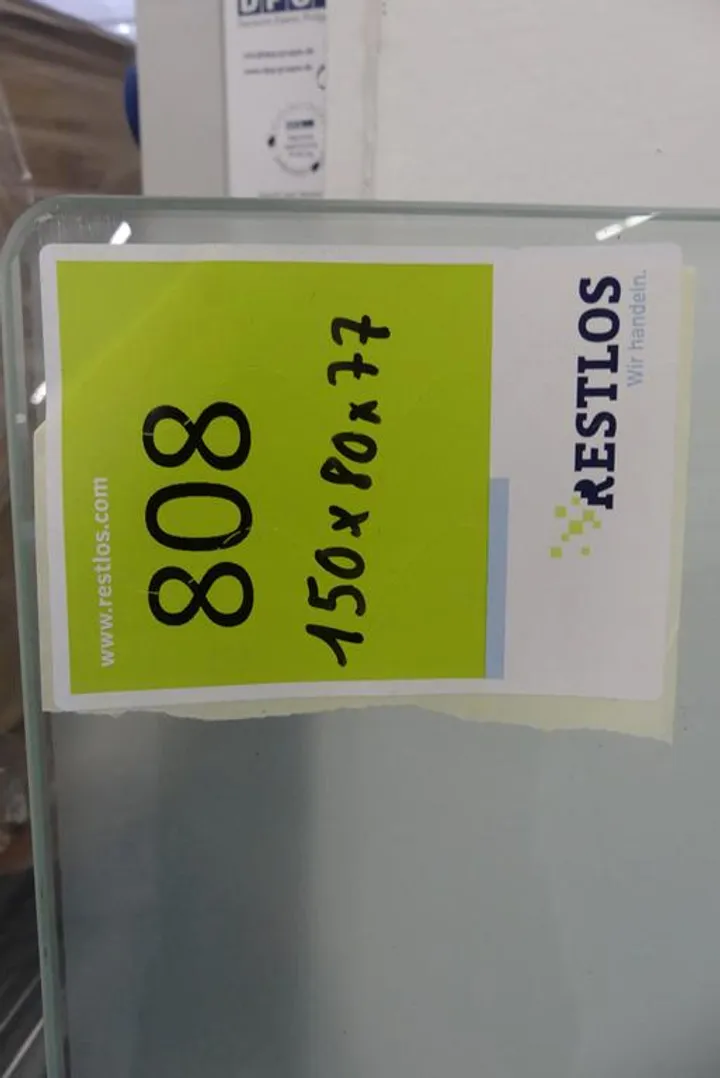 RESTLOS
Wir handeln.
150 x 80 x 77
808
www.restlos.com